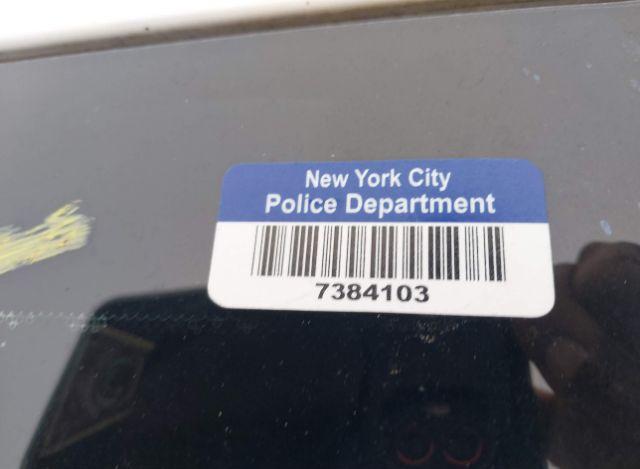 New York City
Police Department
7384103